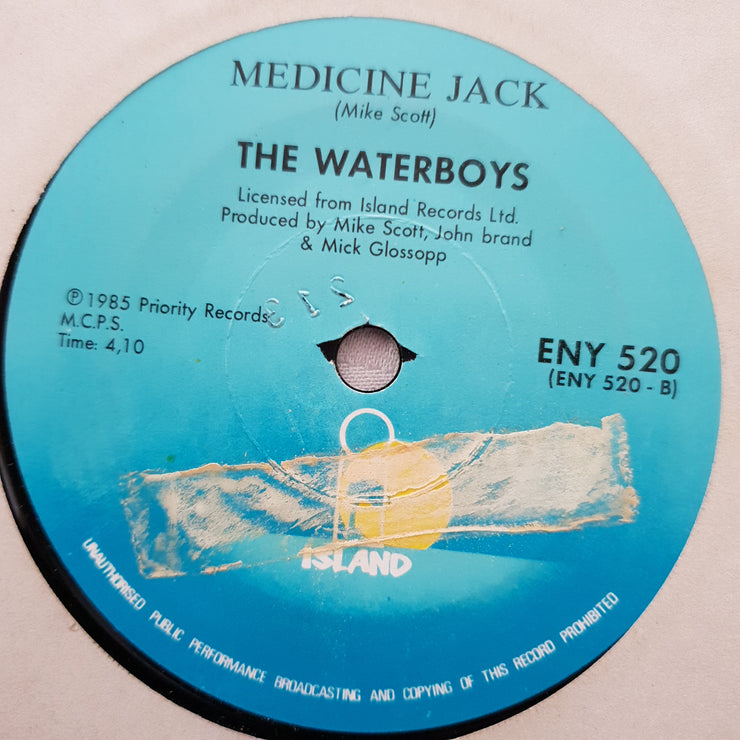 MEDICINE JACK
(Mike Scott)
THE WATERBOYS
Licensed from Island Records Ltd.
Produced by Mike Scott, John brand
& Mick Glossopp
℗ 1985 Priority Records
M.C.P.S.
Time: 4,10
213
ENY 520
(ENY 520 - B)
ISLAND
UNAUTHORISED PUBLIC PERFORMANCE BROADCASTING AND COPYING OF THIS RECORD PROHIBITED